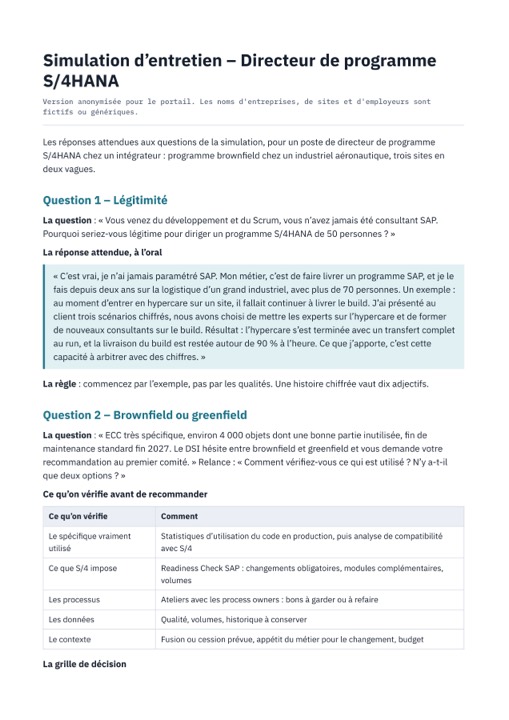 Simulation d’entretien – Directeur de programme
S/4HANA
Version anonymisée pour le portail. Les noms d'entreprises, de sites et d'employeurs sont
fictifs ou génériques.
Les réponses attendues aux questions de la simulation, pour un poste de directeur de programme
S/4HANA chez un intégrateur : programme brownfield chez un industriel aéronautique, trois sites en
deux vagues.
Question 1 – Légitimité
La question : « Vous venez du développement et du Scrum, vous n’avez jamais été consultant SAP.
Pourquoi seriez-vous légitime pour diriger un programme S/4HANA de 50 personnes ? »
La réponse attendue, à l’oral
« C’est vrai, je n’ai jamais paramétré SAP. Mon métier, c’est de faire livrer un programme SAP, et je le
fais depuis deux ans sur la logistique d’un grand industriel, avec plus de 70 personnes. Un exemple :
au moment d’entrer en hypercare sur un site, il fallait continuer à livrer le build. J’ai présenté au
client trois scénarios chiffrés, nous avons choisi de mettre les experts sur l’hypercare et de former
de nouveaux consultants sur le build. Résultat : l’hypercare s’est terminée avec un transfert complet
au run, et la livraison du build est restée autour de 90 % à l’heure. Ce que j’apporte, c’est cette
capacité à arbitrer avec des chiffres. »
La règle : commencez par l’exemple, pas par les qualités. Une histoire chiffrée vaut dix adjectifs.
Question 2 – Brownfield ou greenfield
La question : « ECC très spécifique, environ 4 000 objets dont une bonne partie inutilisée, fin de
maintenance standard fin 2027. Le DSI hésite entre brownfield et greenfield et vous demande votre
recommandation au premier comité. » Relance : « Comment vérifiez-vous ce qui est utilisé ? N’y a-t-il
que deux options ? »
Ce qu’on vérifie avant de recommander
Ce qu’on vérifie Comment
Le spécifique vraiment
utilisé
Statistiques d’utilisation du code en production, puis analyse de compatibilité
avec S/4
Ce que S/4 impose
Readiness Check SAP : changements obligatoires, modules complémentaires,
volumes
Les processus Ateliers avec les process owners : bons à garder ou à refaire
Les données Qualité, volumes, historique à conserver
Le contexte Fusion ou cession prévue, appétit du métier pour le changement, budget
La grille de décision